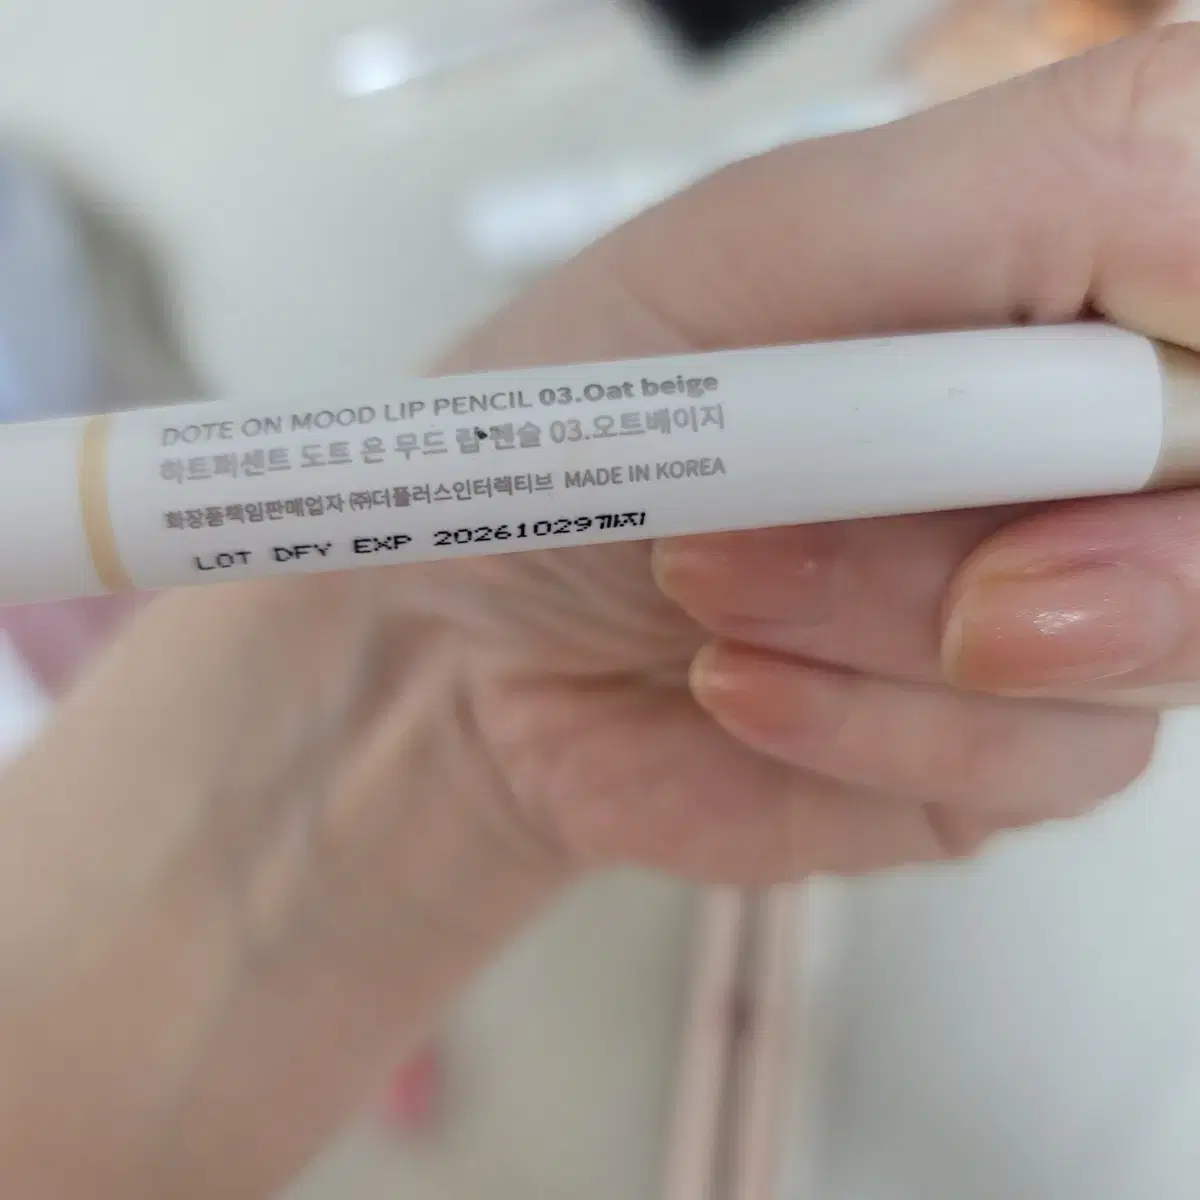 DOTE ON MOOD LIP PENCIL 03.Oat beige
하트퍼센트 도트 온 무드 립 펜슬 03.오트베이지
화장품책임판매업자 ㈜더플러스인터렉티브 MADE IN KOREA
LOT DFY EXP 20261029까지